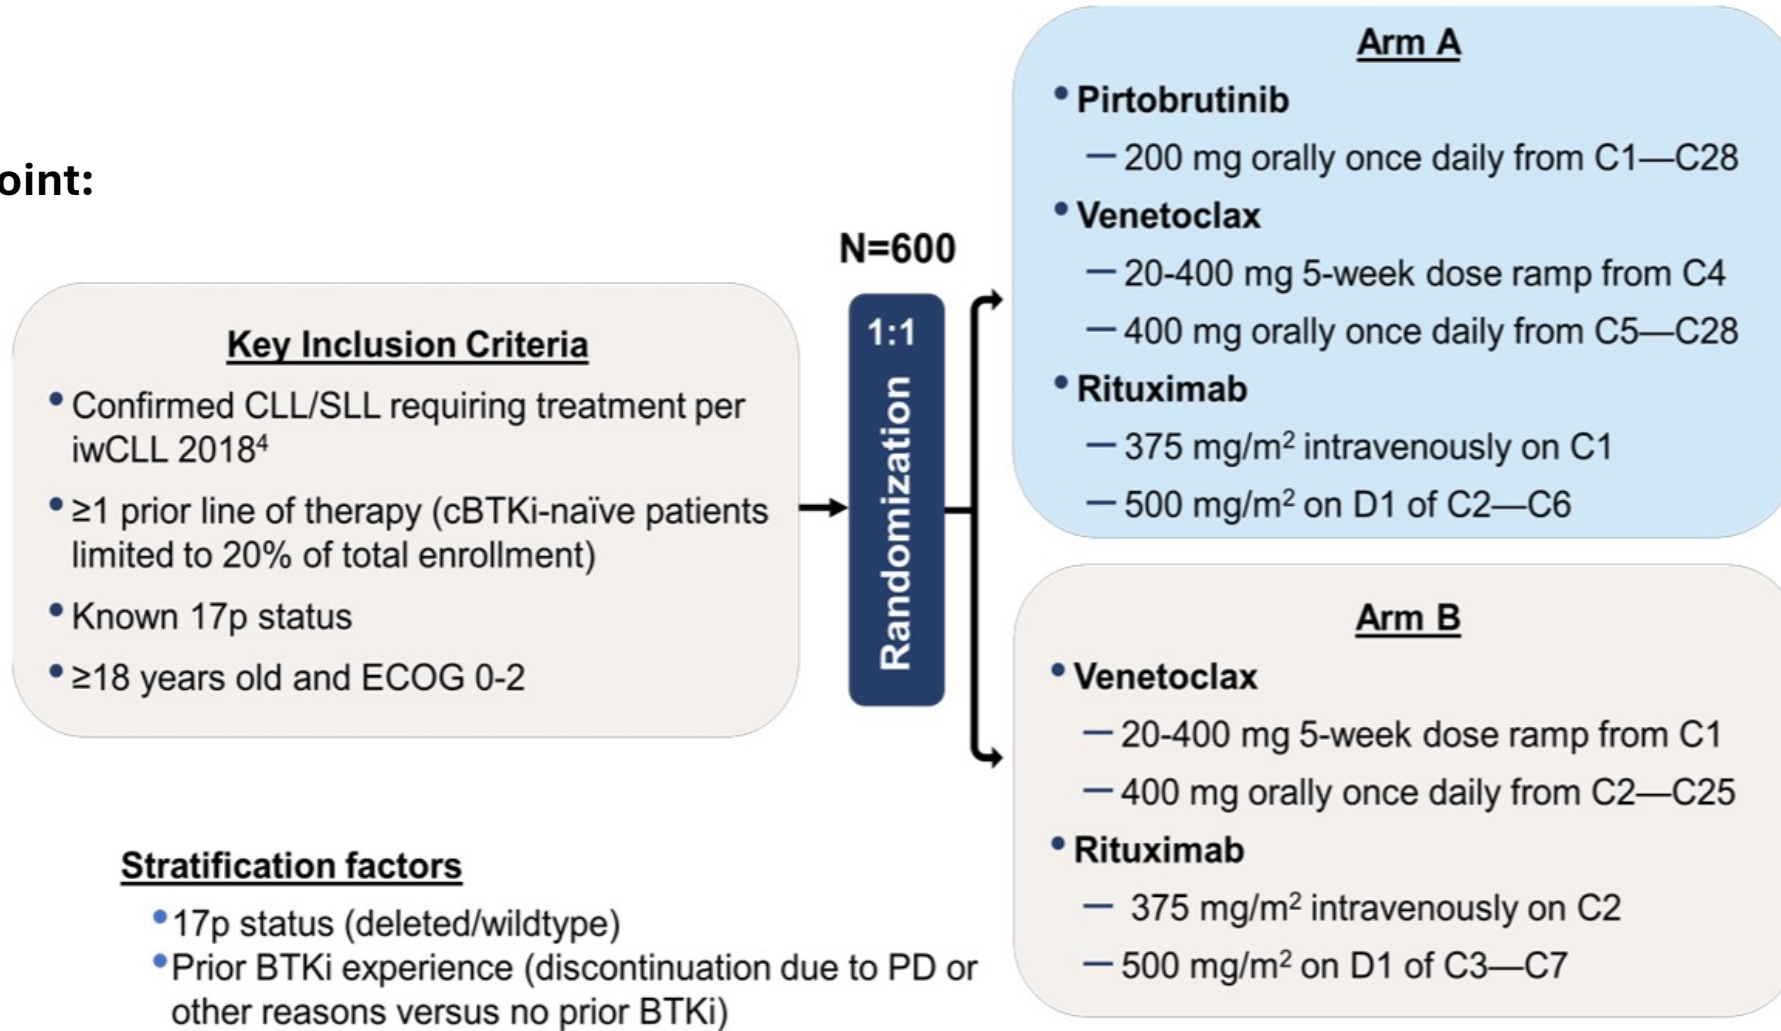 oint:
Key Inclusion Criteria
• Confirmed CLL/SLL requiring treatment per
iwCLL 2018⁴
• ≥1 prior line of therapy (cBTKi-naïve patients
limited to 20% of total enrollment)
• Known 17p status
• ≥18 years old and ECOG 0-2
Stratification factors
• 17p status (deleted/wildtype)
• Prior BTKi experience (discontinuation due to PD or
other reasons versus no prior BTKi)
N=600
1:1
Randomization
Arm A
• Pirtobrutinib
— 200 mg orally once daily from C1—C28
• Venetoclax
— 20-400 mg 5-week dose ramp from C4
— 400 mg orally once daily from C5—C28
• Rituximab
— 375 mg/m² intravenously on C1
— 500 mg/m² on D1 of C2—C6
Arm B
• Venetoclax
— 20-400 mg 5-week dose ramp from C1
— 400 mg orally once daily from C2—C25
• Rituximab
— 375 mg/m² intravenously on C2
— 500 mg/m² on D1 of C3—C7